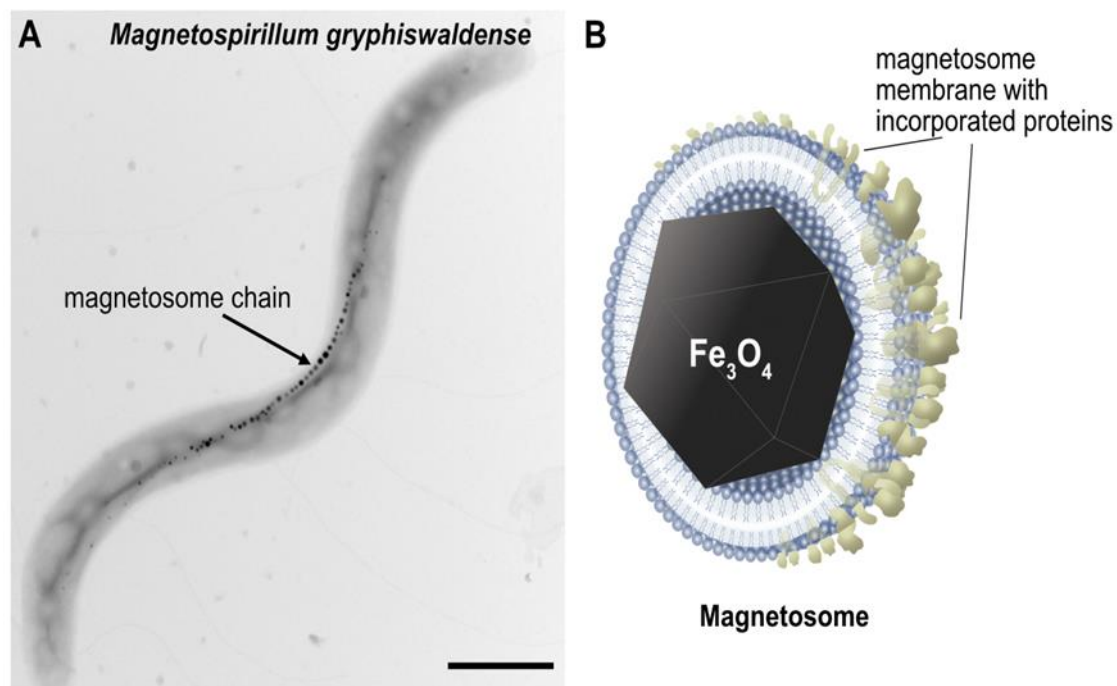 A
Magnetospirillum gryphiswaldense
magnetosome chain
B
magnetosome
membrane with
incorporated proteins
Fe₃O₄
Magnetosome